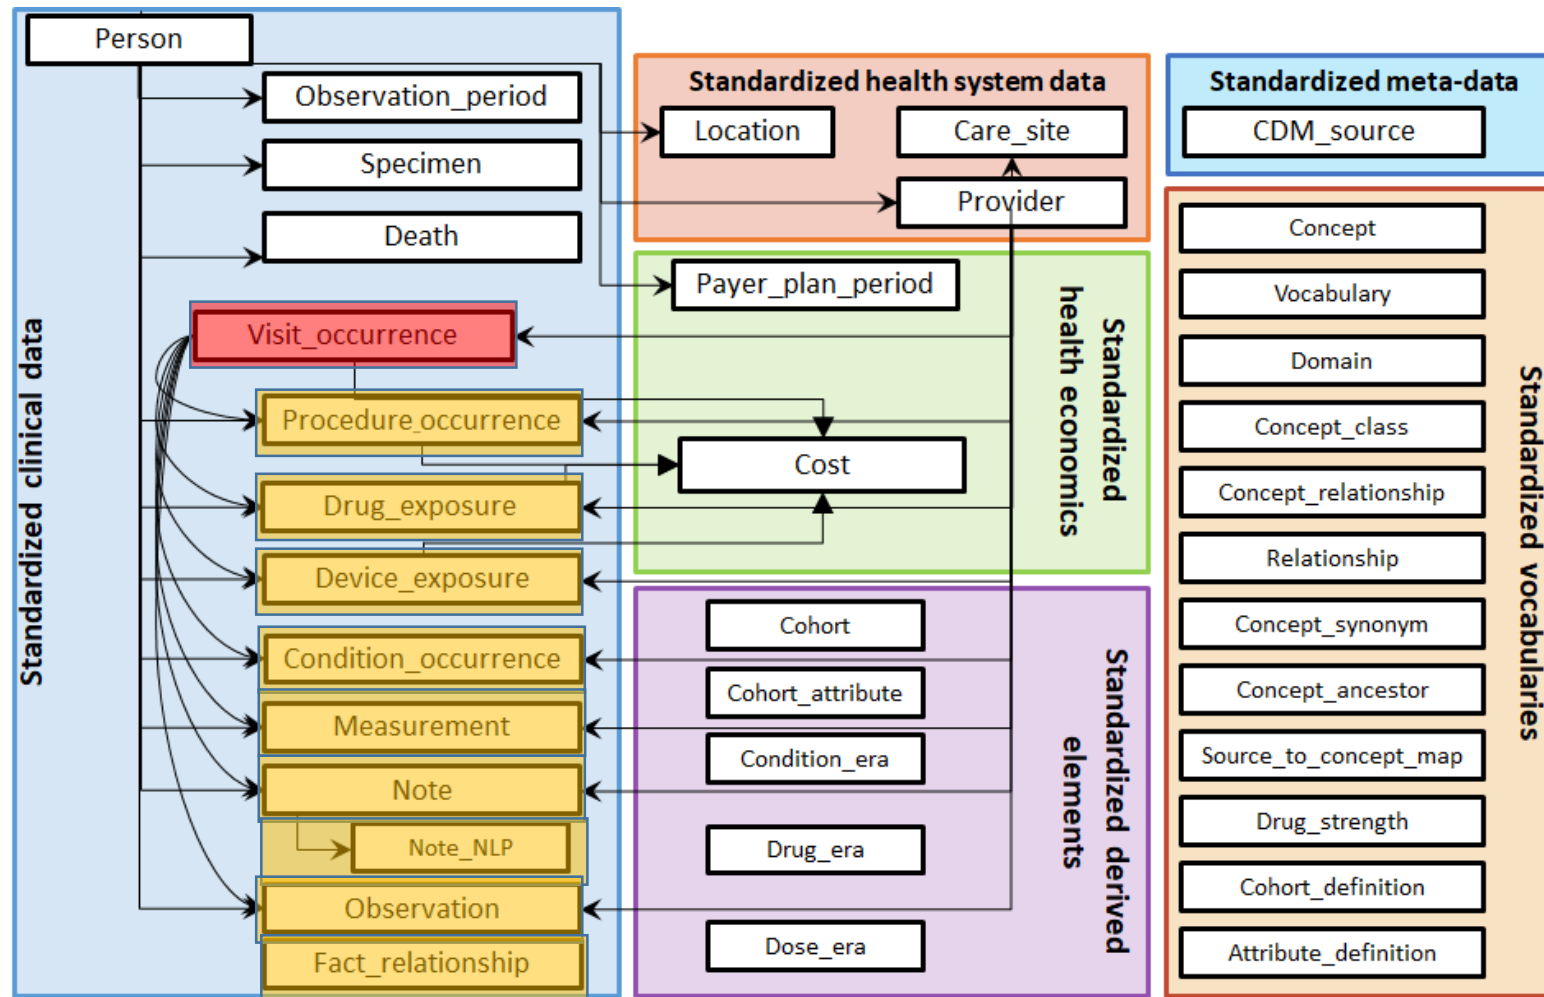 Person
Observation_period
Specimen
Death
Visit_occurrence
Procedure_occurrence
Drug_exposure
Device_exposure
Condition_occurrence
Measurement
Note
Note_NLP
Observation
Fact_relationship
Standardized clinical data
Standardized health system data
Location
Care_site
Provider
Payer_plan_period
Cost
Standardized
health economics
Cohort
Cohort_attribute
Condition_era
Drug_era
Dose_era
Standardized derived
elements
Standardized meta-data
CDM_source
Concept
Vocabulary
Domain
Concept_class
Concept_relationship
Relationship
Concept_synonym
Concept_ancestor
Source_to_concept_map
Drug_strength
Cohort_definition
Attribute_definition
Standardized vocabularies